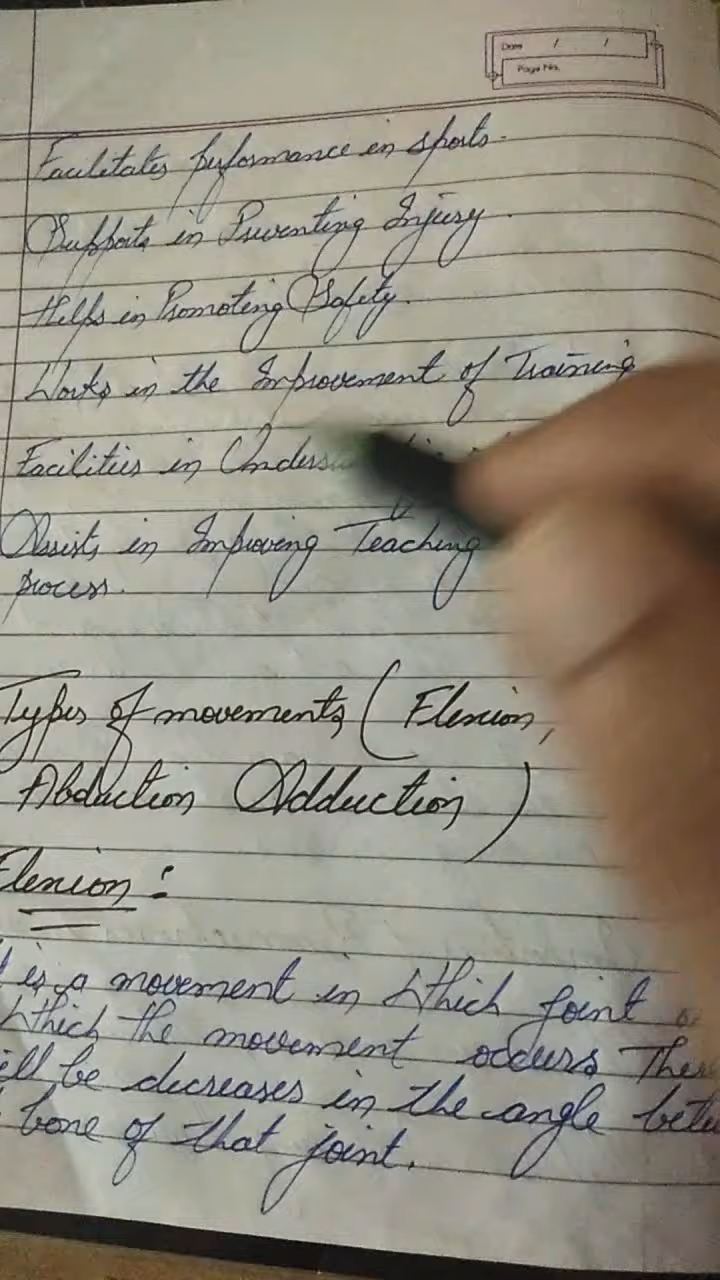 Date / /
Page No.
Facilitates performance in sports.
Supports in Preventing Injury.
Helps in Promoting Safety.
Works in the Improvement of Training
Facilities in
Assists in Improving Teaching
process.
Types of movements (Flexion,
Abduction Adduction)
Flexion:
is a movement in Which joint
Which the movement occurs There
be decreases in the angle
bone of that joint.